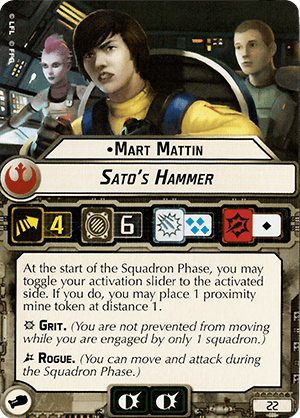 © LFL © FFG
•Mart Mattin
Sato's Hammer
4 6
At the start of the Squadron Phase, you may
toggle your activation slider to the activated
side. If you do, you may place 1 proximity
mine token at distance 1.
Grit. (You are not prevented from moving
while you are engaged by only 1 squadron.)
Rogue. (You can move and attack during
the Squadron Phase.)
22